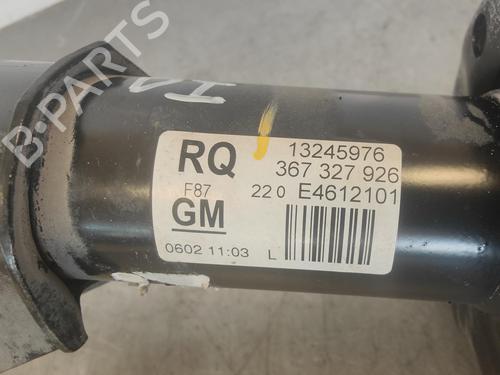 B-PARTS
RQ 13245976
367 327 926
F87 22 0 E4612101
GM
0602 11:03 L